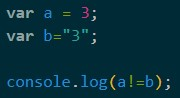 var a = 3;
var b="3";
console.log(a!=b);